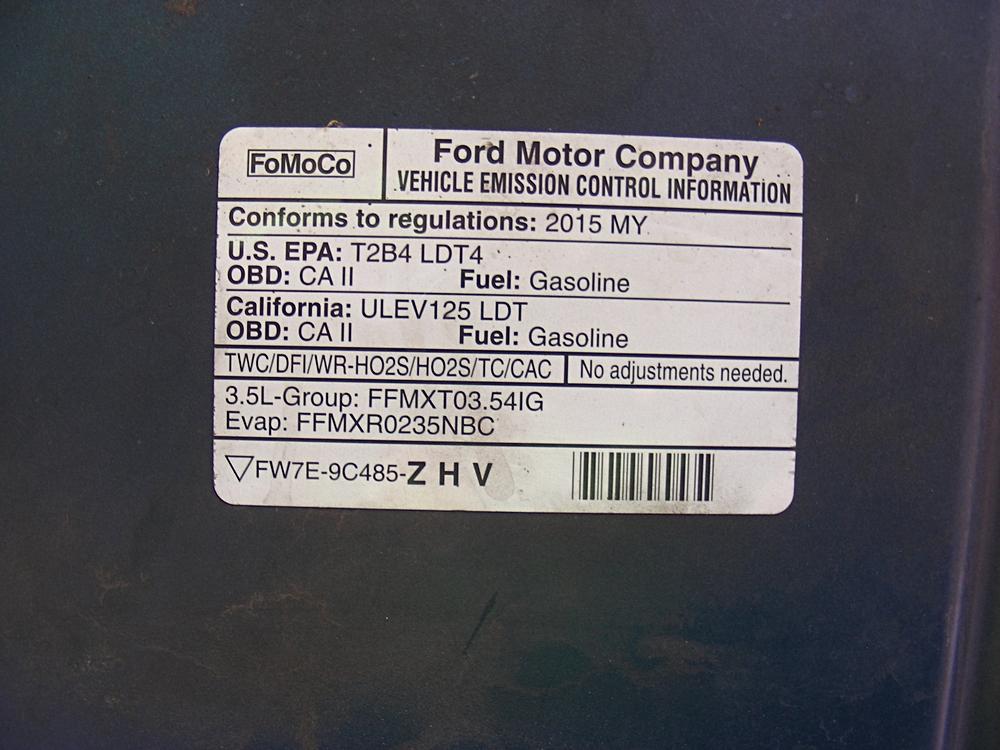 FoMoCo
Ford Motor Company
VEHICLE EMISSION CONTROL INFORMATION
Conforms to regulations: 2015 MY
U.S. EPA: T2B4 LDT4
OBD: CA II Fuel: Gasoline
California: ULEV125 LDT
OBD: CA II Fuel: Gasoline
TWC/DFI/WR-HO2S/HO2S/TC/CAC No adjustments needed.
3.5L-Group: FFMXT03.54IG
Evap: FFMXR0235NBC
FW7E-9C485-Z H V